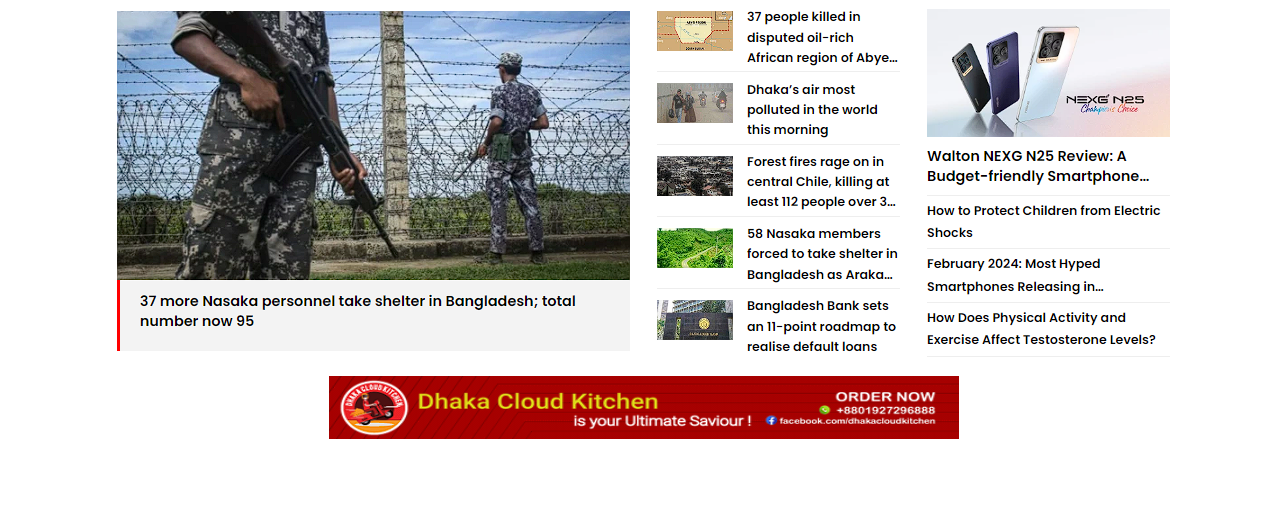 37 more Nasaka personnel take shelter in Bangladesh; total
number now 95
37 people killed in
disputed oil-rich
African region of Abye...
Dhaka's air most
polluted in the world
this morning
Forest fires rage on in
central Chile, killing at
least 112 people over 3...
58 Nasaka members
forced to take shelter in
Bangladesh as Araka...
Bangladesh Bank sets
an 11-point roadmap to
realise default loans
NEXG N25
Champions Choice
Walton NEXG N25 Review: A
Budget-friendly Smartphone...
How to Protect Children from Electric
Shocks
February 2024: Most Hyped
Smartphones Releasing in...
How Does Physical Activity and
Exercise Affect Testosterone Levels?
DHAKA CLOUD KITCHEN
Dhaka Cloud Kitchen
is your Ultimate Saviour !
ORDER NOW
+8801927296888
facebook.com/dhakacloudkitchen